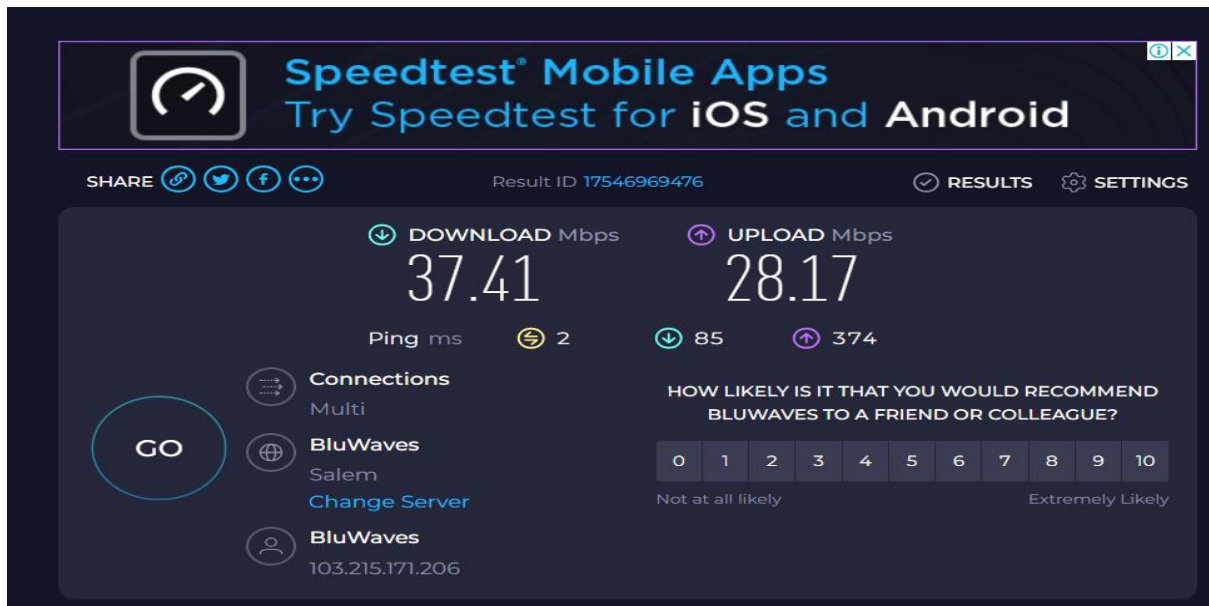 Speedtest® Mobile Apps
Try Speedtest for iOS and Android
SHARE
Result ID 17546969476
RESULTS
SETTINGS
DOWNLOAD Mbps
UPLOAD Mbps
37.41
28.17
Ping ms 2 85 374
Connections
Multi
HOW LIKELY IS IT THAT YOU WOULD RECOMMEND
BLUWAVES TO A FRIEND OR COLLEAGUE?
GO
BluWaves
Salem
Change Server
0 1 2 3 4 5 6 7 8 9 10
Not at all likely
Extremely Likely
BluWaves
103.215.171.206